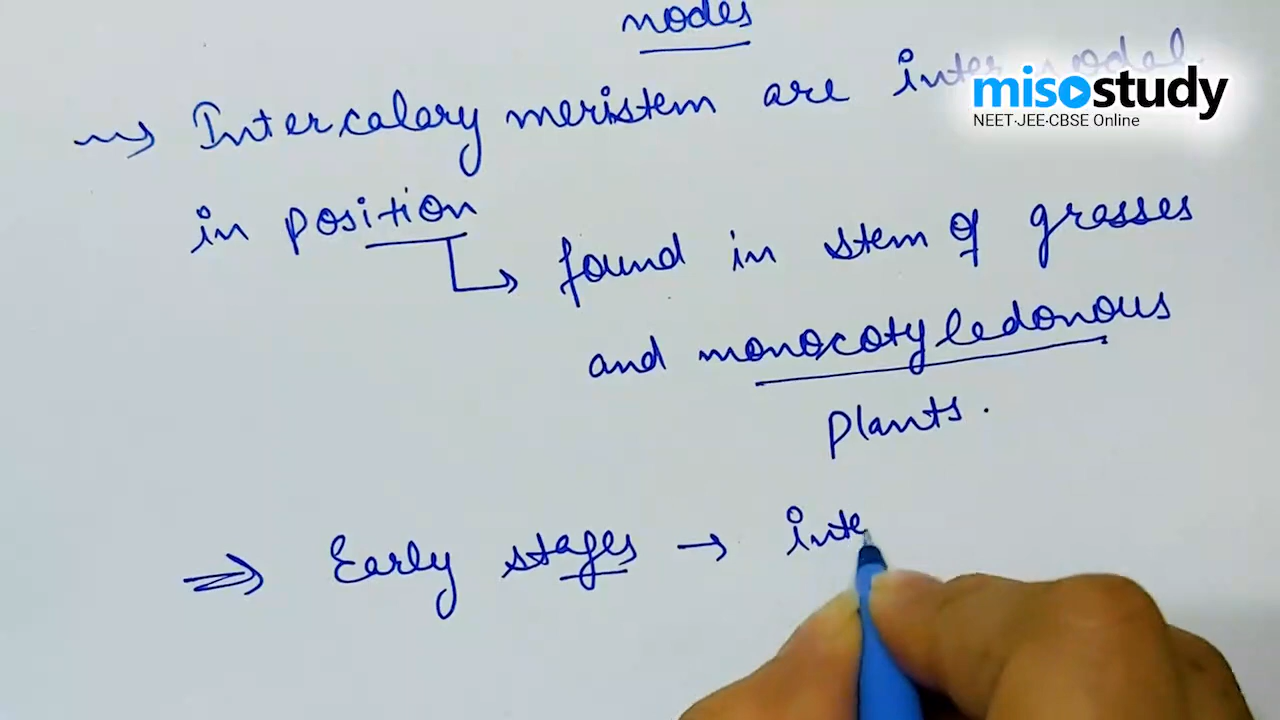 nodes
Intercalary meristem are internodal
in position
found in stem of grasses
and monocotyledonous
plants.
Early stages → inte
misostudy
NEET·JEE·CBSE Online